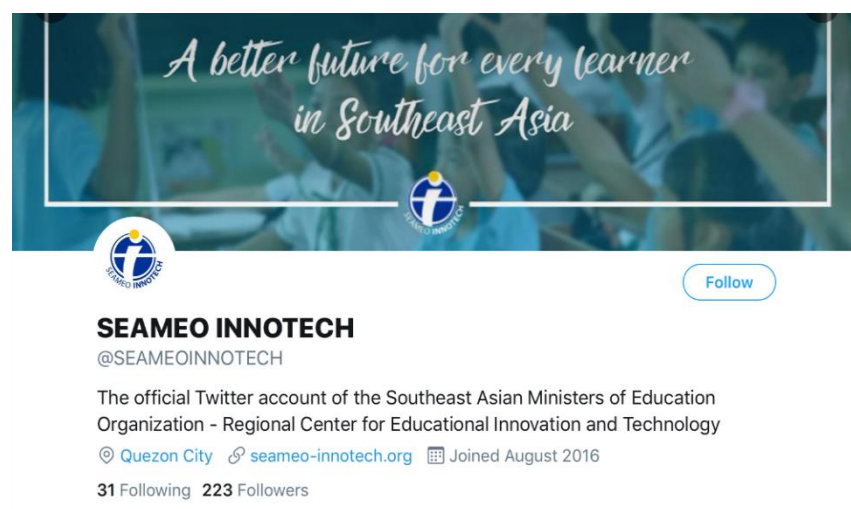 A better future for every learner
in Southeast Asia
SEAMEO INNOTECH
SEAMEO INNOTECH
Follow
SEAMEO INNOTECH
@SEAMEOINNOTECH
The official Twitter account of the Southeast Asian Ministers of Education
Organization - Regional Center for Educational Innovation and Technology
Quezon City seameo-innotech.org Joined August 2016
31 Following 223 Followers